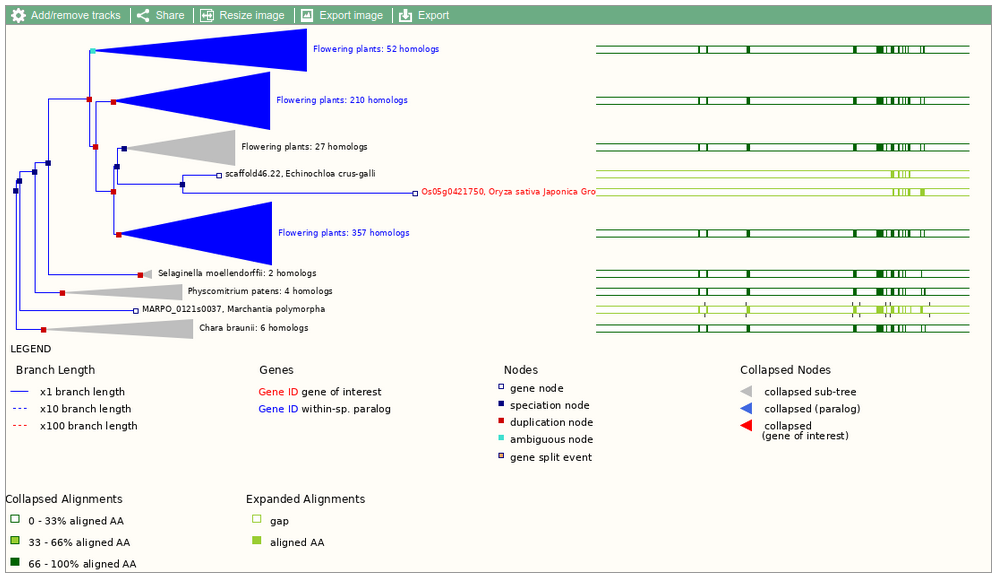 Add/remove tracks Share Resize image Export image Export
Flowering plants: 52 homologs
Flowering plants: 210 homologs
Flowering plants: 27 homologs
scaffold46.22, Echinochloa crus-galli
Os05g0421750, Oryza sativa Japonica Gro
Flowering plants: 357 homologs
Selaginella moellendorffii: 2 homologs
Physcomitrium patens: 4 homologs
MARPO_0121s0037, Marchantia polymorpha
Chara braunii: 6 homologs
LEGEND
Branch Length
x1 branch length
x10 branch length
x100 branch length
Genes
Gene ID gene of interest
Gene ID within-sp. paralog
Nodes
gene node
speciation node
duplication node
ambiguous node
gene split event
Collapsed Nodes
collapsed sub-tree
collapsed (paralog)
collapsed
(gene of interest)
Collapsed Alignments
0 - 33% aligned AA
33 - 66% aligned AA
66 - 100% aligned AA
Expanded Alignments
gap
aligned AA